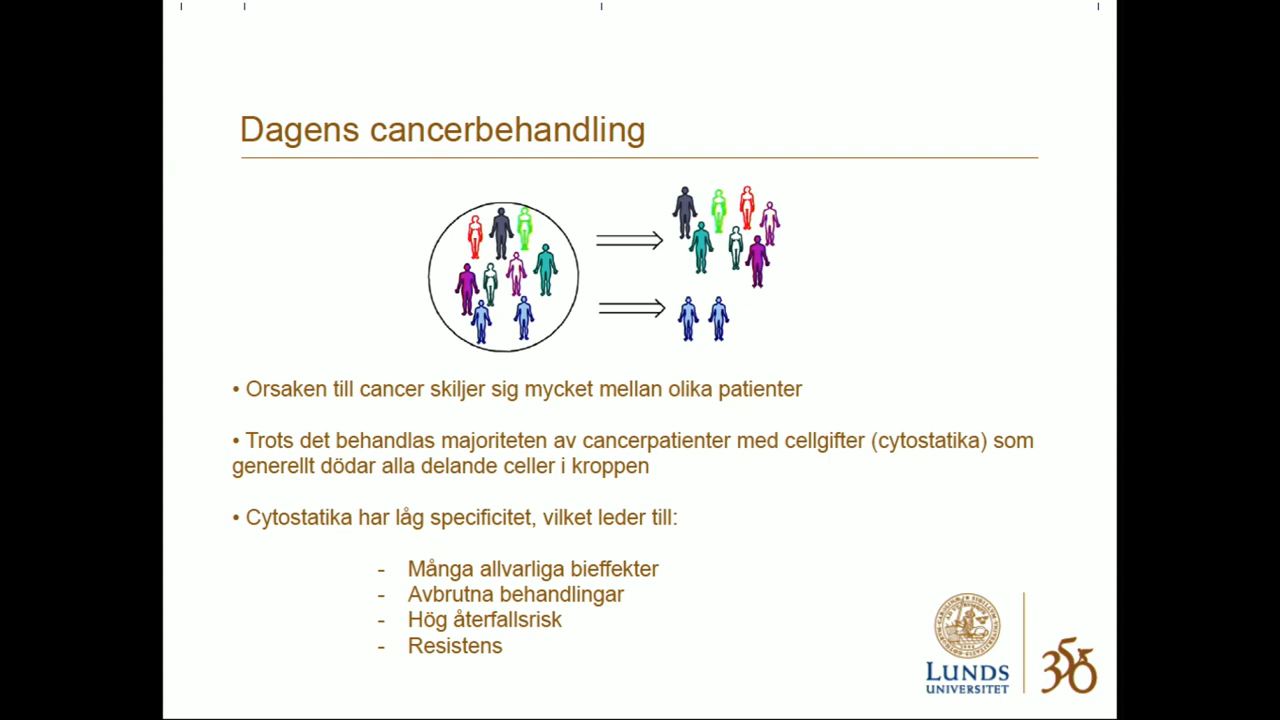 Dagens cancerbehandling
• Orsaken till cancer skiljer sig mycket mellan olika patienter
• Trots det behandlas majoriteten av cancerpatienter med cellgifter (cytostatika) som
generellt dödar alla delande celler i kroppen
• Cytostatika har låg specificitet, vilket leder till:
- Många allvarliga bieffekter
- Avbrutna behandlingar
- Hög återfallsrisk
- Resistens
LUNDS
UNIVERSITET
350